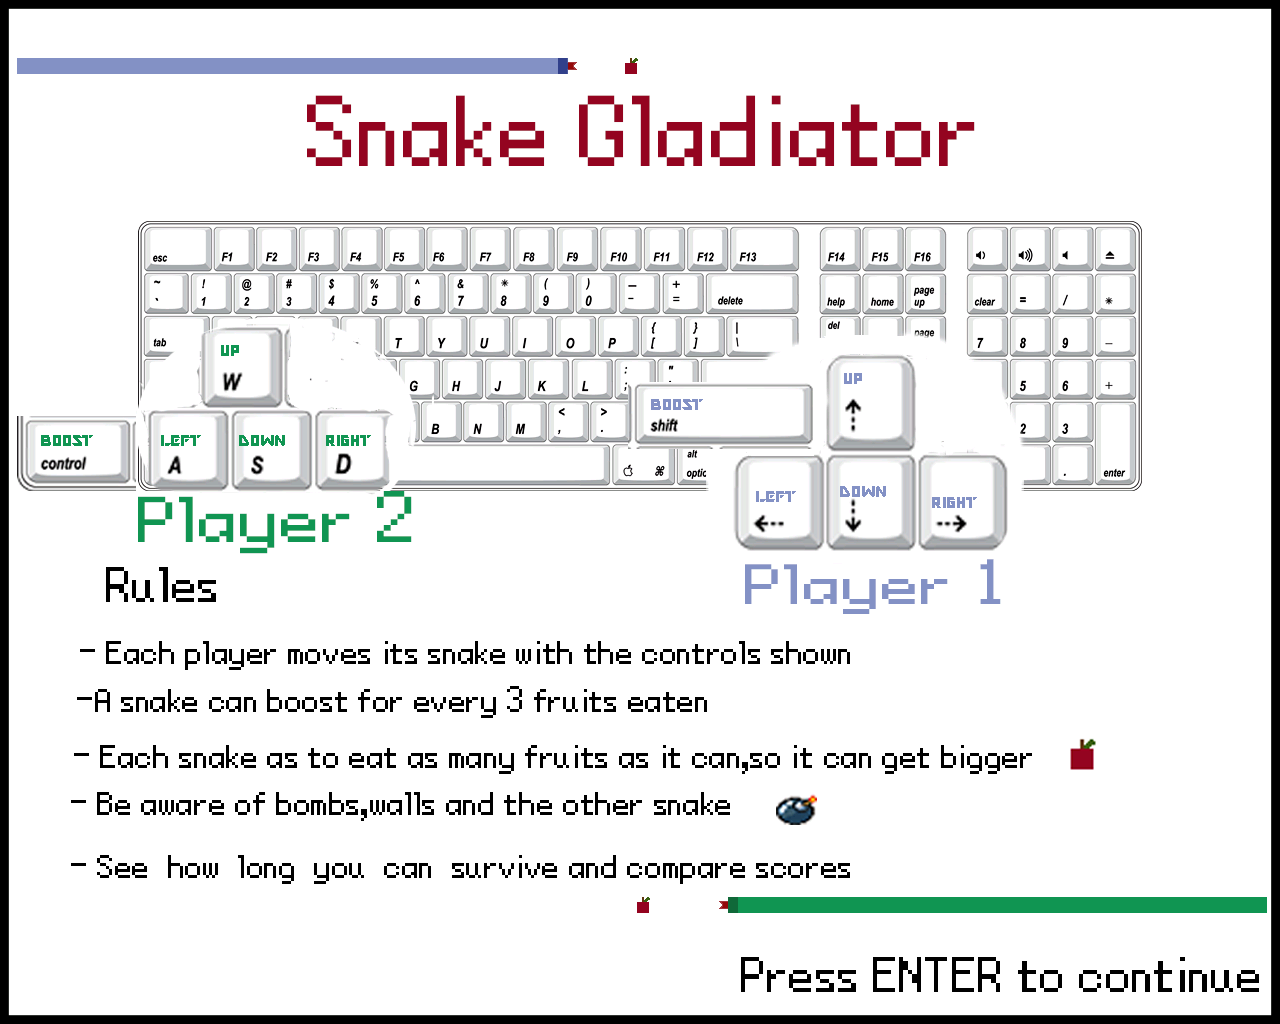 Snake Gladiator
esc F1 F2 F3 F4 F5 F6 F7 F8 F9 F10 F11 F12 F13 F14 F15 F16
~ ! @ # $ % ^ & * ( ) — + page
` 1 2 3 4 5 6 7 8 9 0 - = delete help home up clear = / *
tab T Y U I O P { [ } ] | \ del page 7 8 9 -
UP
W
G H J K L : ; " 5 6 +
UP
BOOST
shift
B N M < , > . 2 3
BOOST
control
LEFT
A
DOWN
S
RIGHT
D
⌘ alt optio . enter
LEFT
DOWN
RIGHT
Player 2
Player 1
Rules
- Each player moves its snake with the controls shown
-A snake can boost for every 3 fruits eaten
- Each snake as to eat as many fruits as it can,so it can get bigger
- Be aware of bombs,walls and the other snake
- See how long you can survive and compare scores
Press ENTER to continue